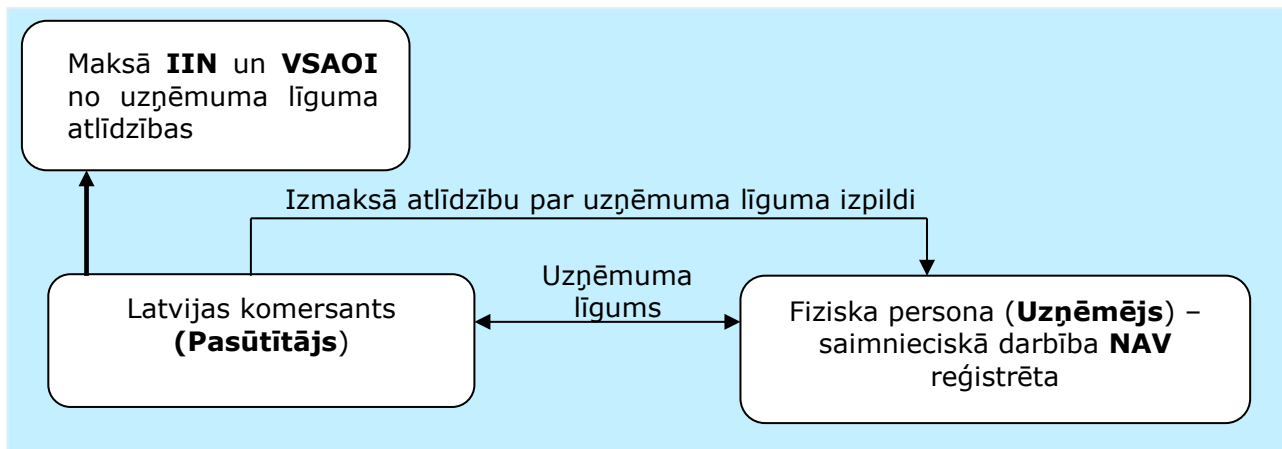 Maksā IIN un VSAOI
no uzņēmuma līguma
atlīdzības
Izmaksā atlīdzību par uzņēmuma līguma izpildi
Latvijas komersants
(Pasūtītājs)
Uzņēmuma
līgums
Fiziska persona (Uzņēmējs) –
saimnieciskā darbība NAV
reģistrēta